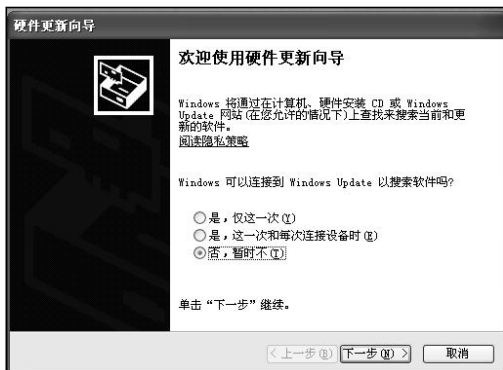 硬件更新向导
欢迎使用硬件更新向导
Windows 将通过在计算机、硬件安装 CD 或 Windows
Update 网站(在您允许的情况下)上查找来搜索当前和更
新的软件。
阅读隐私策略
Windows 可以连接到 Windows Update 以搜索软件吗?
是，仅这一次(Y)
是，这一次和每次连接设备时(E)
否，暂时不(T)
单击“下一步”继续。
< 上一步(B) 下一步(N) > 取消